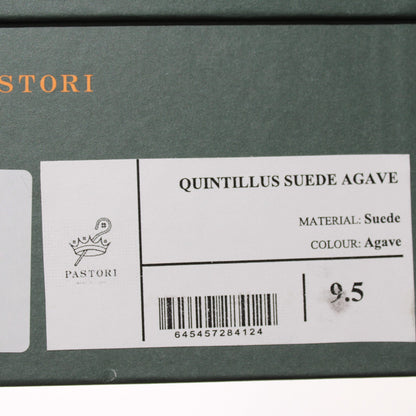 STORI
QUINTILLUS SUEDE AGAVE
MATERIAL: Suede
COLOUR: Agave
PASTORI
9.5
645457284124